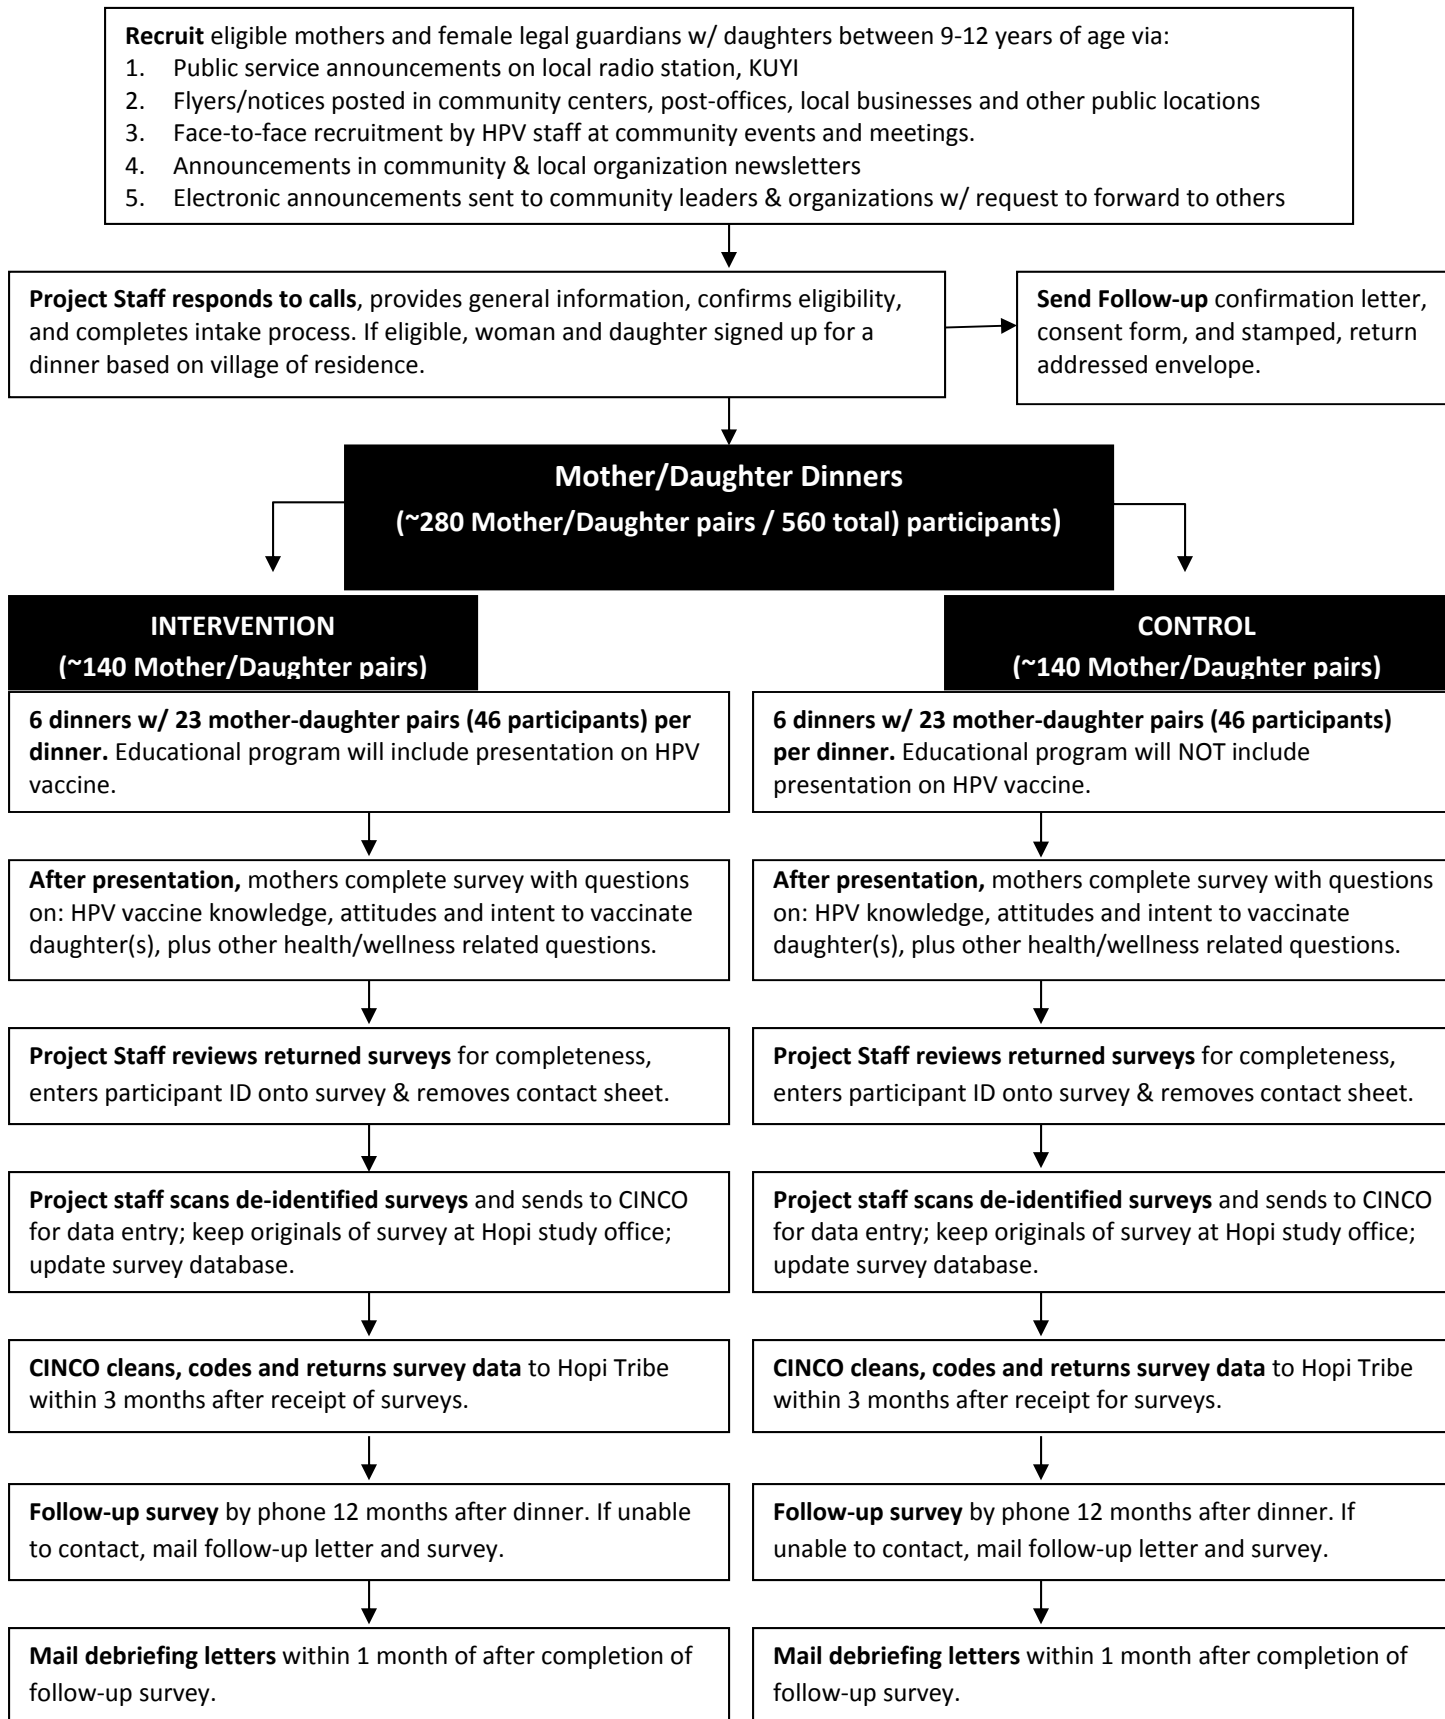 Recruit eligible mothers and female legal guardians w/ daughters between 9-12 years of age via:
1. Public service announcements on local radio station, KUYI
2. Flyers/notices posted in community centers, post-offices, local businesses and other public locations
3. Face-to-face recruitment by HPV staff at community events and meetings.
4. Announcements in community & local organization newsletters
5. Electronic announcements sent to community leaders & organizations w/ request to forward to others
Project Staff responds to calls, provides general information, confirms eligibility,
and completes intake process. If eligible, woman and daughter signed up for a
dinner based on village of residence.
Send Follow-up confirmation letter,
consent form, and stamped, return
addressed envelope.
Mother/Daughter Dinners
(~280 Mother/Daughter pairs / 560 total) participants)
INTERVENTION
(~140 Mother/Daughter pairs)
CONTROL
(~140 Mother/Daughter pairs)
6 dinners w/ 23 mother-daughter pairs (46 participants) per
dinner. Educational program will include presentation on HPV
vaccine.
6 dinners w/ 23 mother-daughter pairs (46 participants)
per dinner. Educational program will NOT include
presentation on HPV vaccine.
After presentation, mothers complete survey with questions
on: HPV vaccine knowledge, attitudes and intent to vaccinate
daughter(s), plus other health/wellness related questions.
After presentation, mothers complete survey with questions
on: HPV knowledge, attitudes and intent to vaccinate
daughter(s), plus other health/wellness related questions.
Project Staff reviews returned surveys for completeness,
enters participant ID onto survey & removes contact sheet.
Project Staff reviews returned surveys for completeness,
enters participant ID onto survey & removes contact sheet.
Project staff scans de-identified surveys and sends to CINCO
for data entry; keep originals of survey at Hopi study office;
update survey database.
Project staff scans de-identified surveys and sends to CINCO
for data entry; keep originals of survey at Hopi study office;
update survey database.
CINCO cleans, codes and returns survey data to Hopi Tribe
within 3 months after receipt of surveys.
CINCO cleans, codes and returns survey data to Hopi Tribe
within 3 months after receipt for surveys.
Follow-up survey by phone 12 months after dinner. If unable
to contact, mail follow-up letter and survey.
Follow-up survey by phone 12 months after dinner. If
unable to contact, mail follow-up letter and survey.
Mail debriefing letters within 1 month of after completion of
follow-up survey.
Mail debriefing letters within 1 month after completion of
follow-up survey.